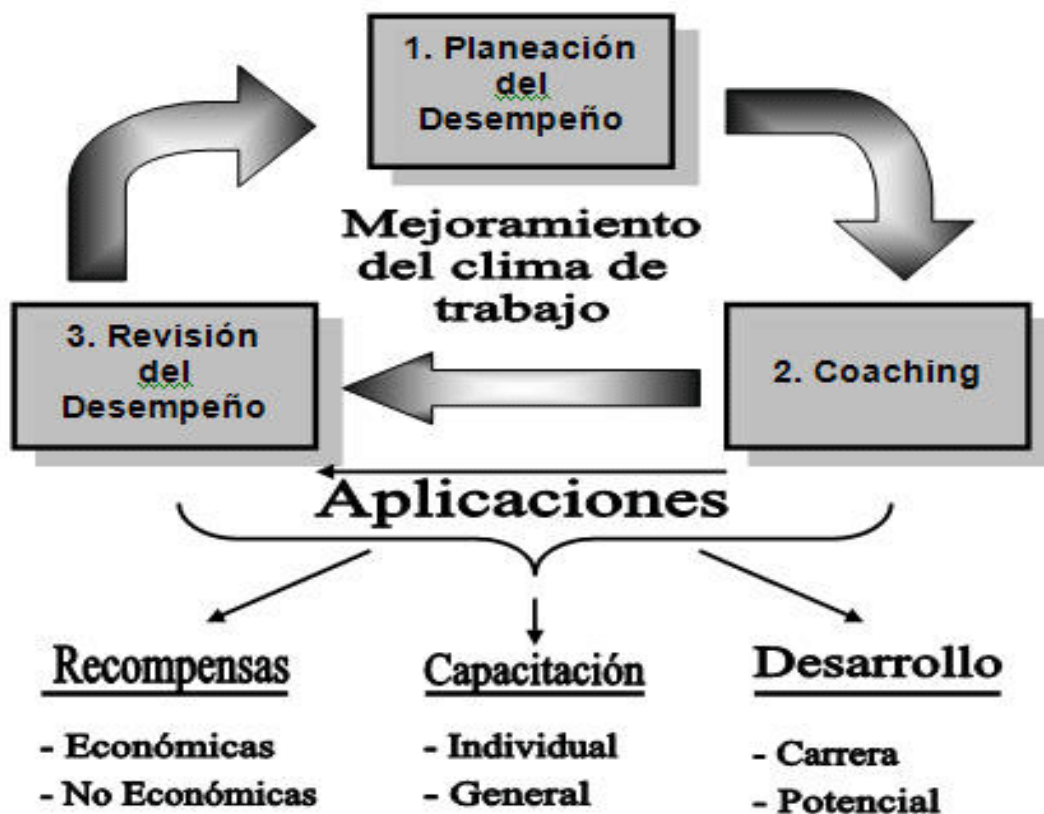 1. Planeación
del
Desempeño
Mejoramiento
del clima de
trabajo
3. Revisión
del
Desempeño
2. Coaching
Aplicaciones
Recompensas
- Económicas
- No Económicas
Capacitación
- Individual
- General
Desarrollo
- Carrera
- Potencial